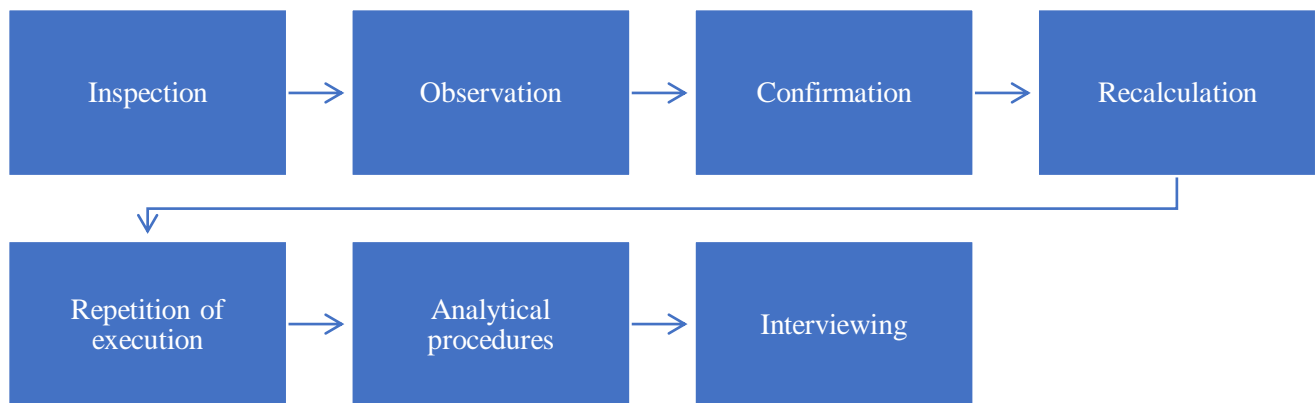 Inspection
Observation
Confirmation
Recalculation
Repetition of
execution
Analytical
procedures
Interviewing